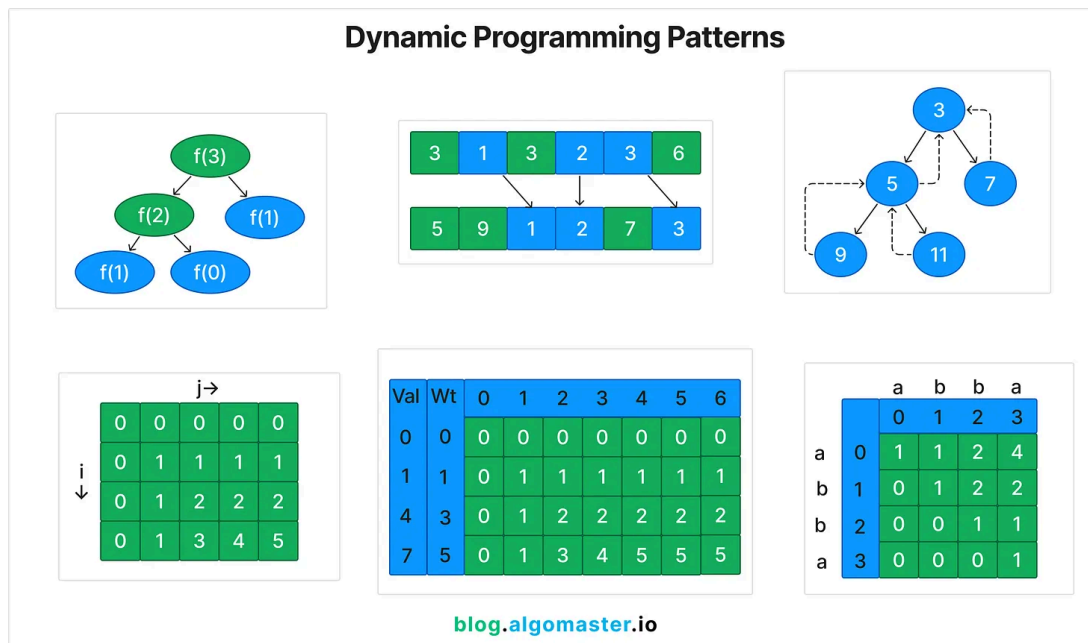 Dynamic Programming Patterns
f(3)
f(2) f(1)
f(1) f(0)
3 1 3 2 3 6
5 9 1 2 7 3
3
5 7
9 11
j→
i
↓
0 0 0 0 0
0 1 1 1 1
0 1 2 2 2
0 1 3 4 5
Val Wt 0 1 2 3 4 5 6
0 0 0 0 0 0 0 0 0
1 1 0 1 1 1 1 1 1
4 3 0 1 2 2 2 2 2
7 5 0 1 3 4 5 5 5
a b b a
0 1 2 3
a 0 1 1 2 4
b 1 0 1 2 2
b 2 0 0 1 1
a 3 0 0 0 1
blog.algomaster.io